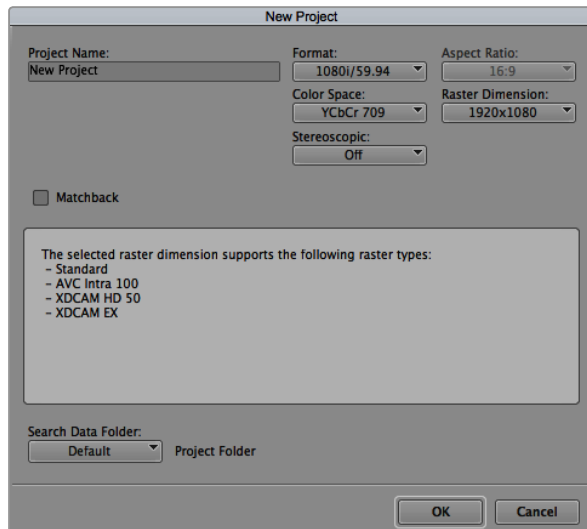 New Project
Project Name:
New Project
Format:
1080i/59.94
Aspect Ratio:
16:9
Color Space:
YCbCr 709
Raster Dimension:
1920x1080
Stereoscopic:
Off
Matchback
The selected raster dimension supports the following raster types:
– Standard
– AVC Intra 100
– XDCAM HD 50
– XDCAM EX
Search Data Folder:
Default
Project Folder
OK
Cancel